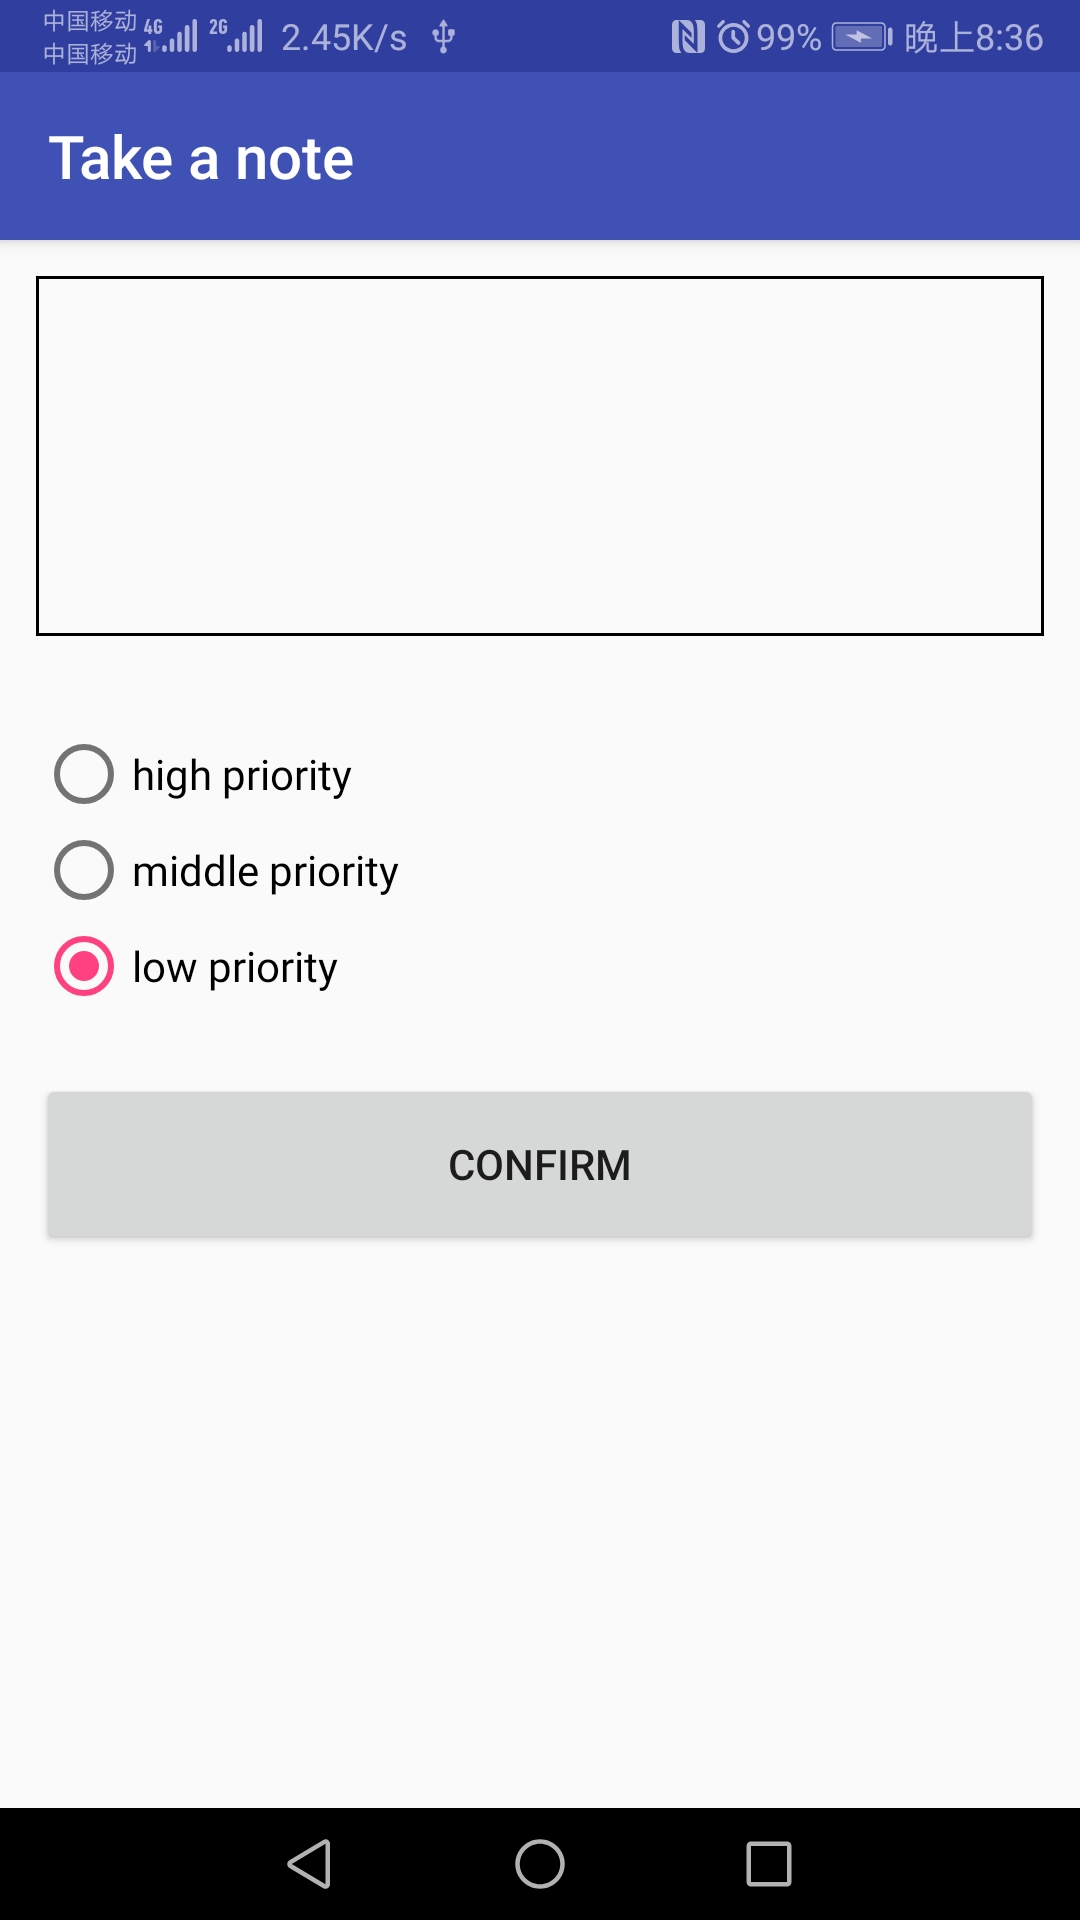 中国移动 4G 2G 2.45K/s 99% 晚上8:36
中国移动
Take a note
high priority
middle priority
low priority
CONFIRM